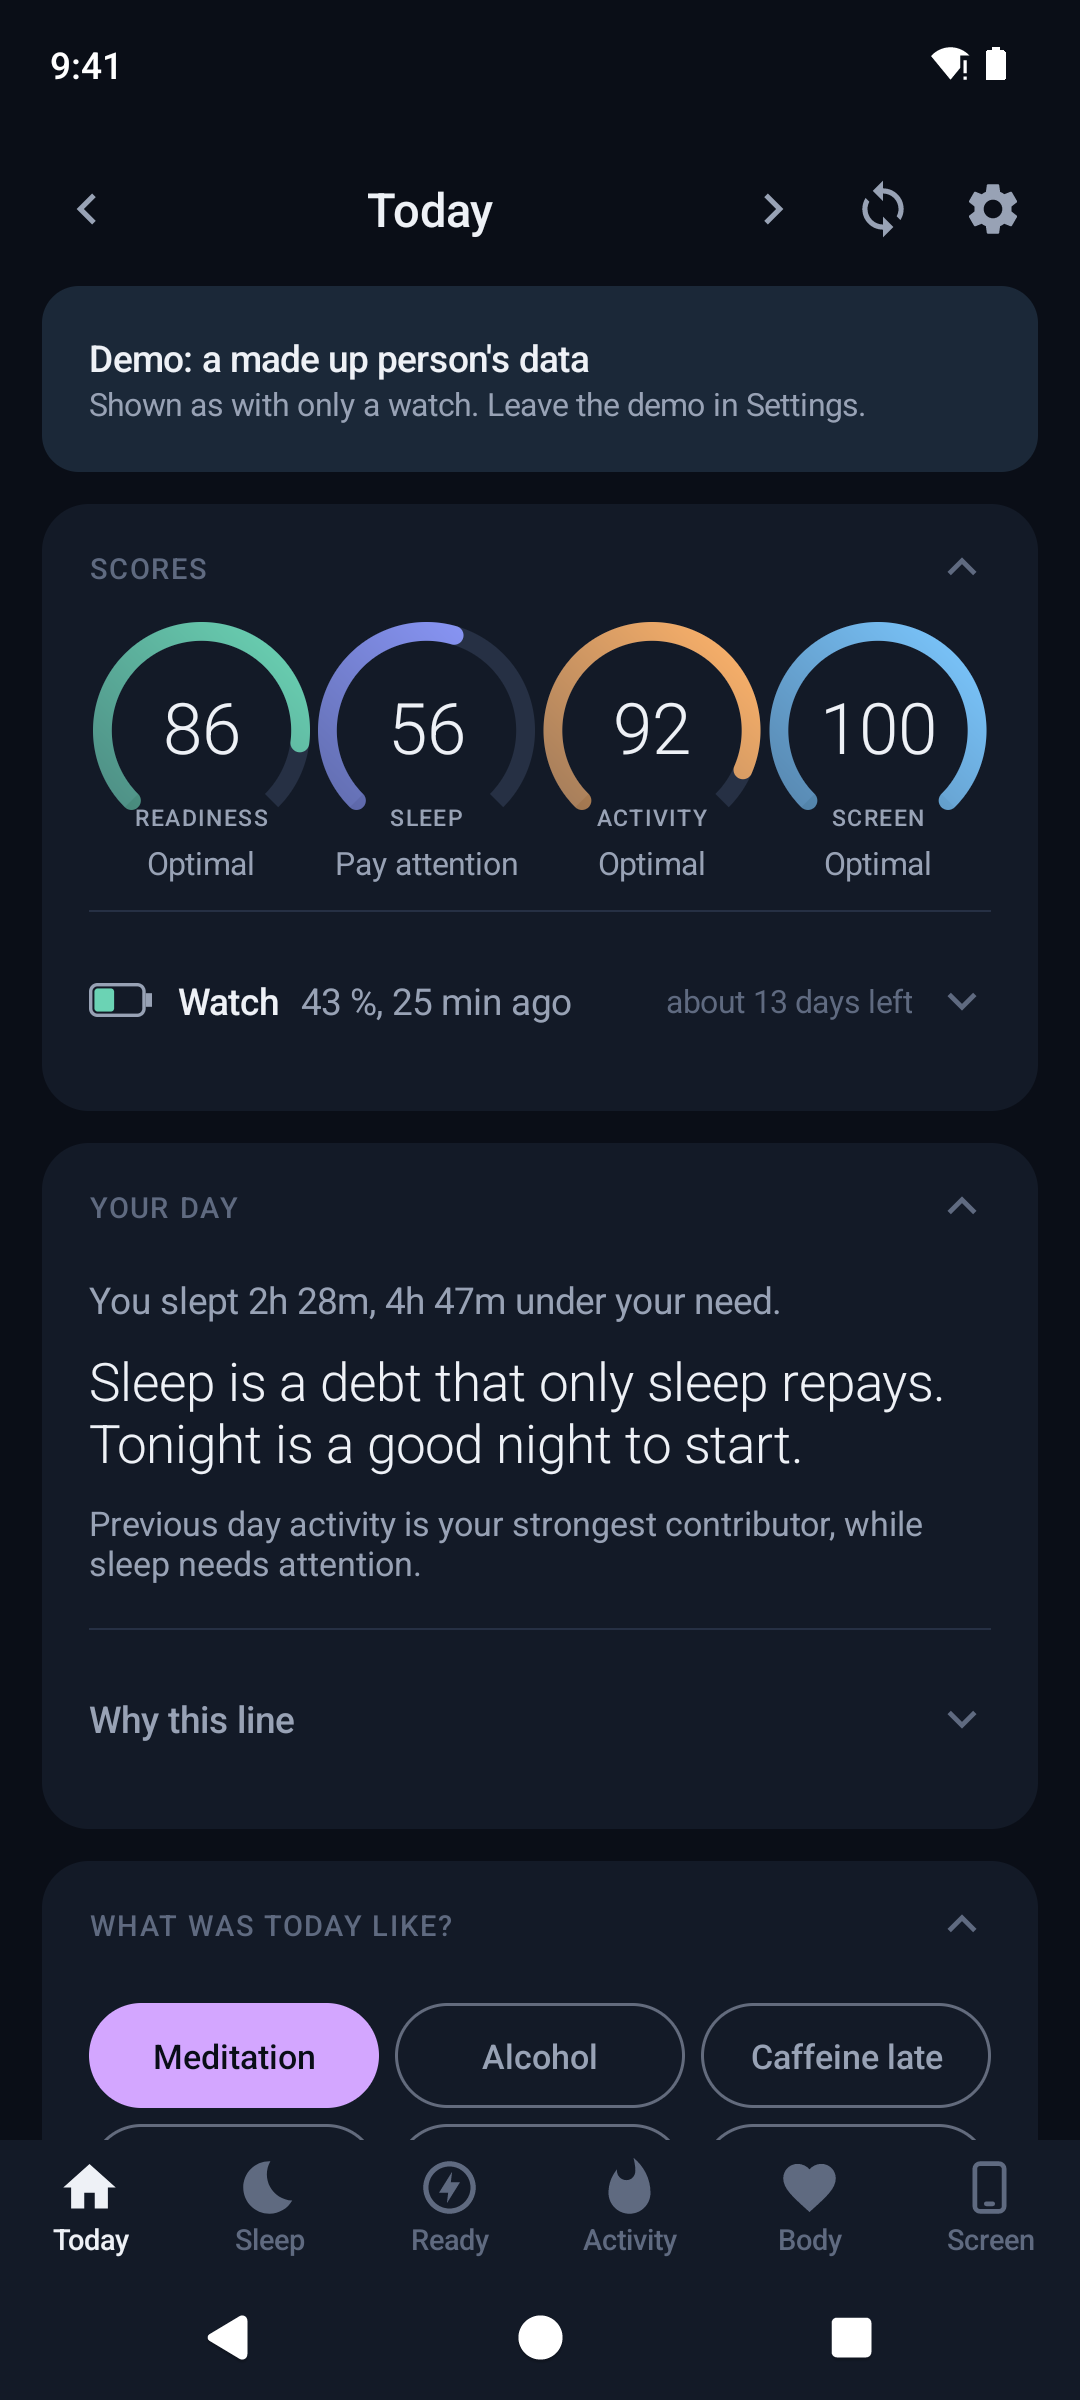 9:41
Today
Demo: a made up person's data
Shown as with only a watch. Leave the demo in Settings.
SCORES
86
56
92
100
READINESS
SLEEP
ACTIVITY
SCREEN
Optimal
Pay attention
Optimal
Optimal
Watch 43 %, 25 min ago about 13 days left
YOUR DAY
You slept 2h 28m, 4h 47m under your need.
Sleep is a debt that only sleep repays.
Tonight is a good night to start.
Previous day activity is your strongest contributor, while
sleep needs attention.
Why this line
WHAT WAS TODAY LIKE?
Meditation
Alcohol
Caffeine late
Today
Sleep
Ready
Activity
Body
Screen